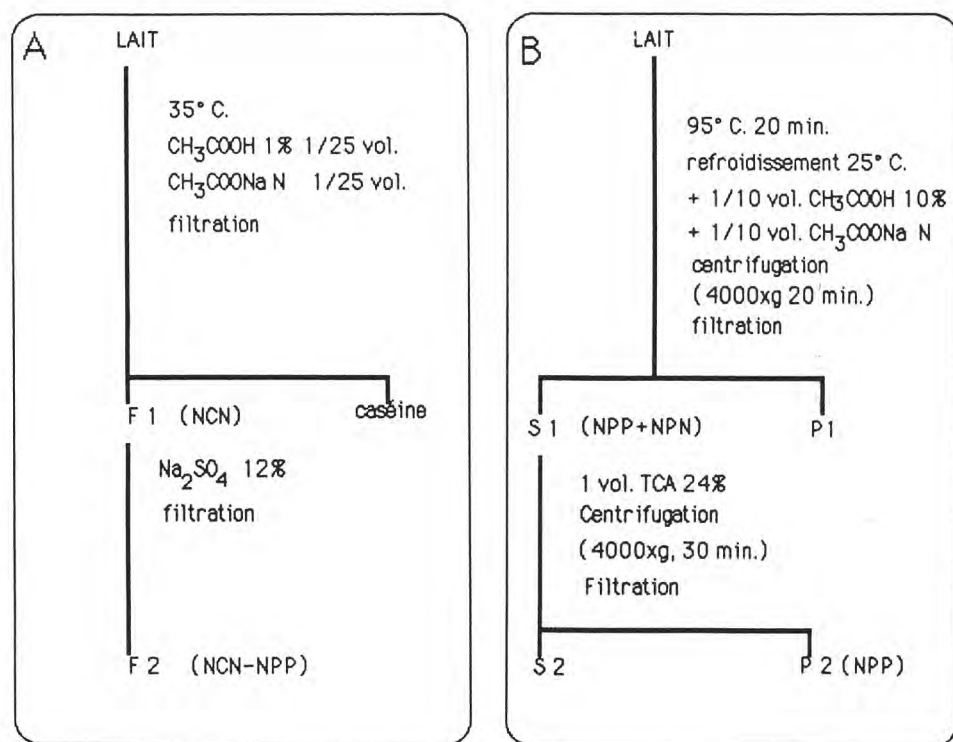 A
LAIT
35° C.
CH₃COOH 1% 1/25 vol.
CH₃COONa N 1/25 vol.
filtration
F 1 (NCN)
caséine
Na₂SO₄ 12%
filtration
F 2 (NCN-NPP)
B
LAIT
95° C. 20 min.
refroidissement 25° C.
+ 1/10 vol. CH₃COOH 10%
+ 1/10 vol. CH₃COONa N
centrifugation
(4000xg 20 min.)
filtration
S 1 (NPP+NPN)
P 1
1 vol. TCA 24%
Centrifugation
(4000xg, 30 min.)
Filtration
S 2
P 2 (NPP)